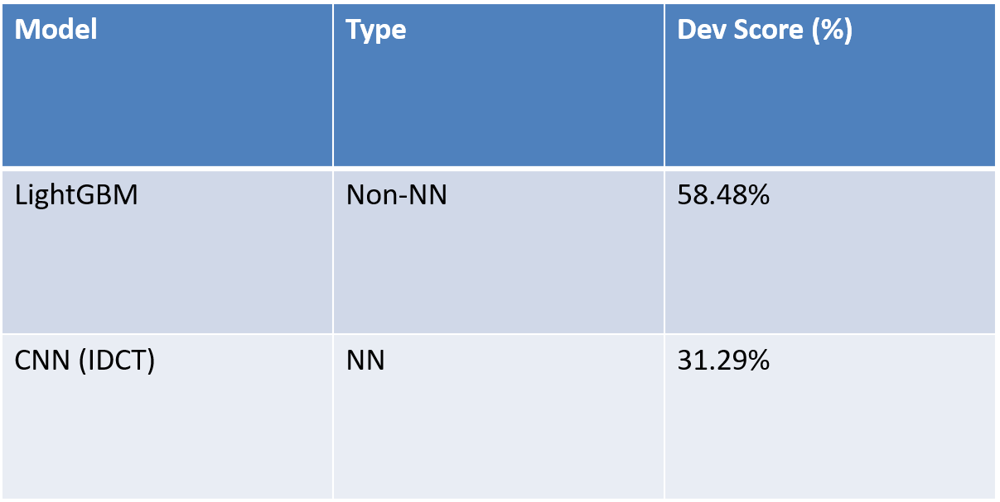 Model Type Dev Score (%)
LightGBM Non-NN 58.48%
CNN (IDCT) NN 31.29%